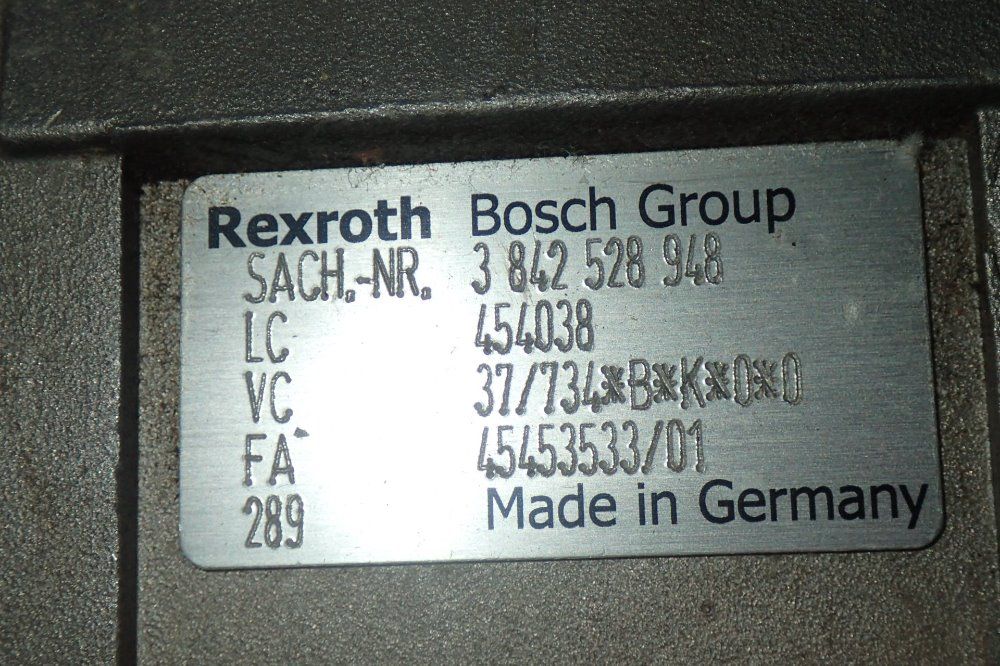 Rexroth Bosch Group
SACH.-NR. 3 842 528 948
LC 454038
VC 37/734*B*K*0*0
FA 45453533/01
289 Made in Germany